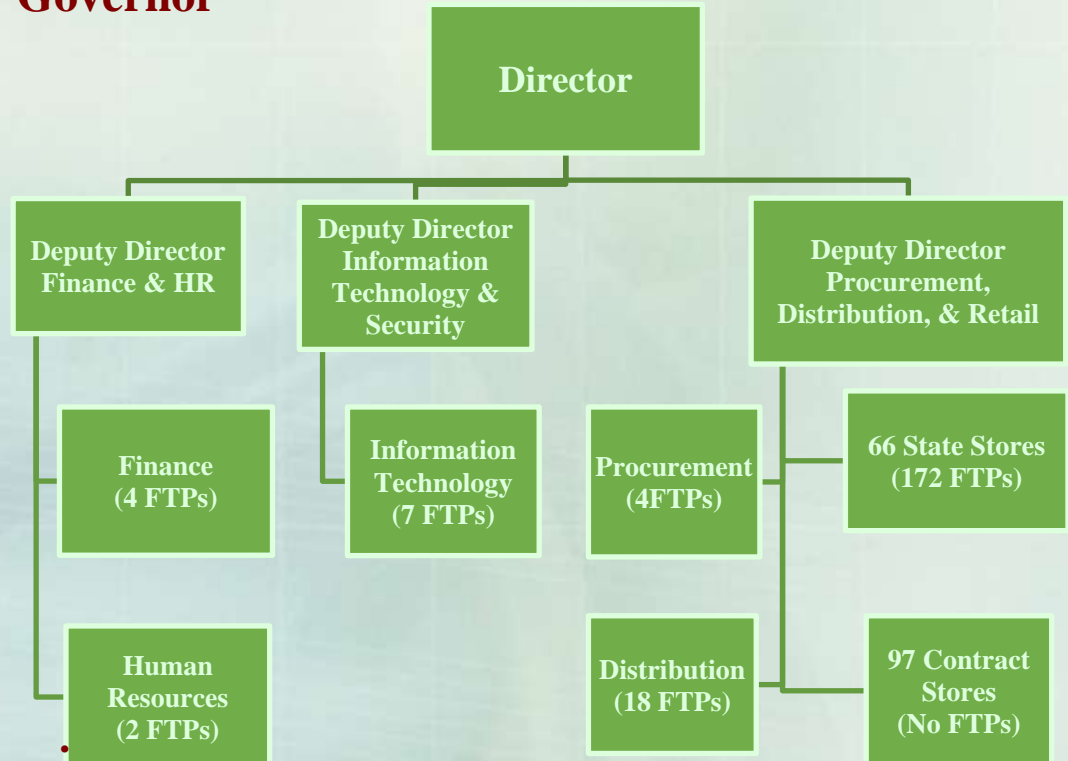 Governor
Director
Deputy Director
Finance & HR
Deputy Director
Information
Technology &
Security
Deputy Director
Procurement,
Distribution, & Retail
Finance
(4 FTPs)
Information
Technology
(7 FTPs)
Procurement
(4FTPs)
66 State Stores
(172 FTPs)
Human
Resources
(2 FTPs)
Distribution
(18 FTPs)
97 Contract
Stores
(No FTPs)
.